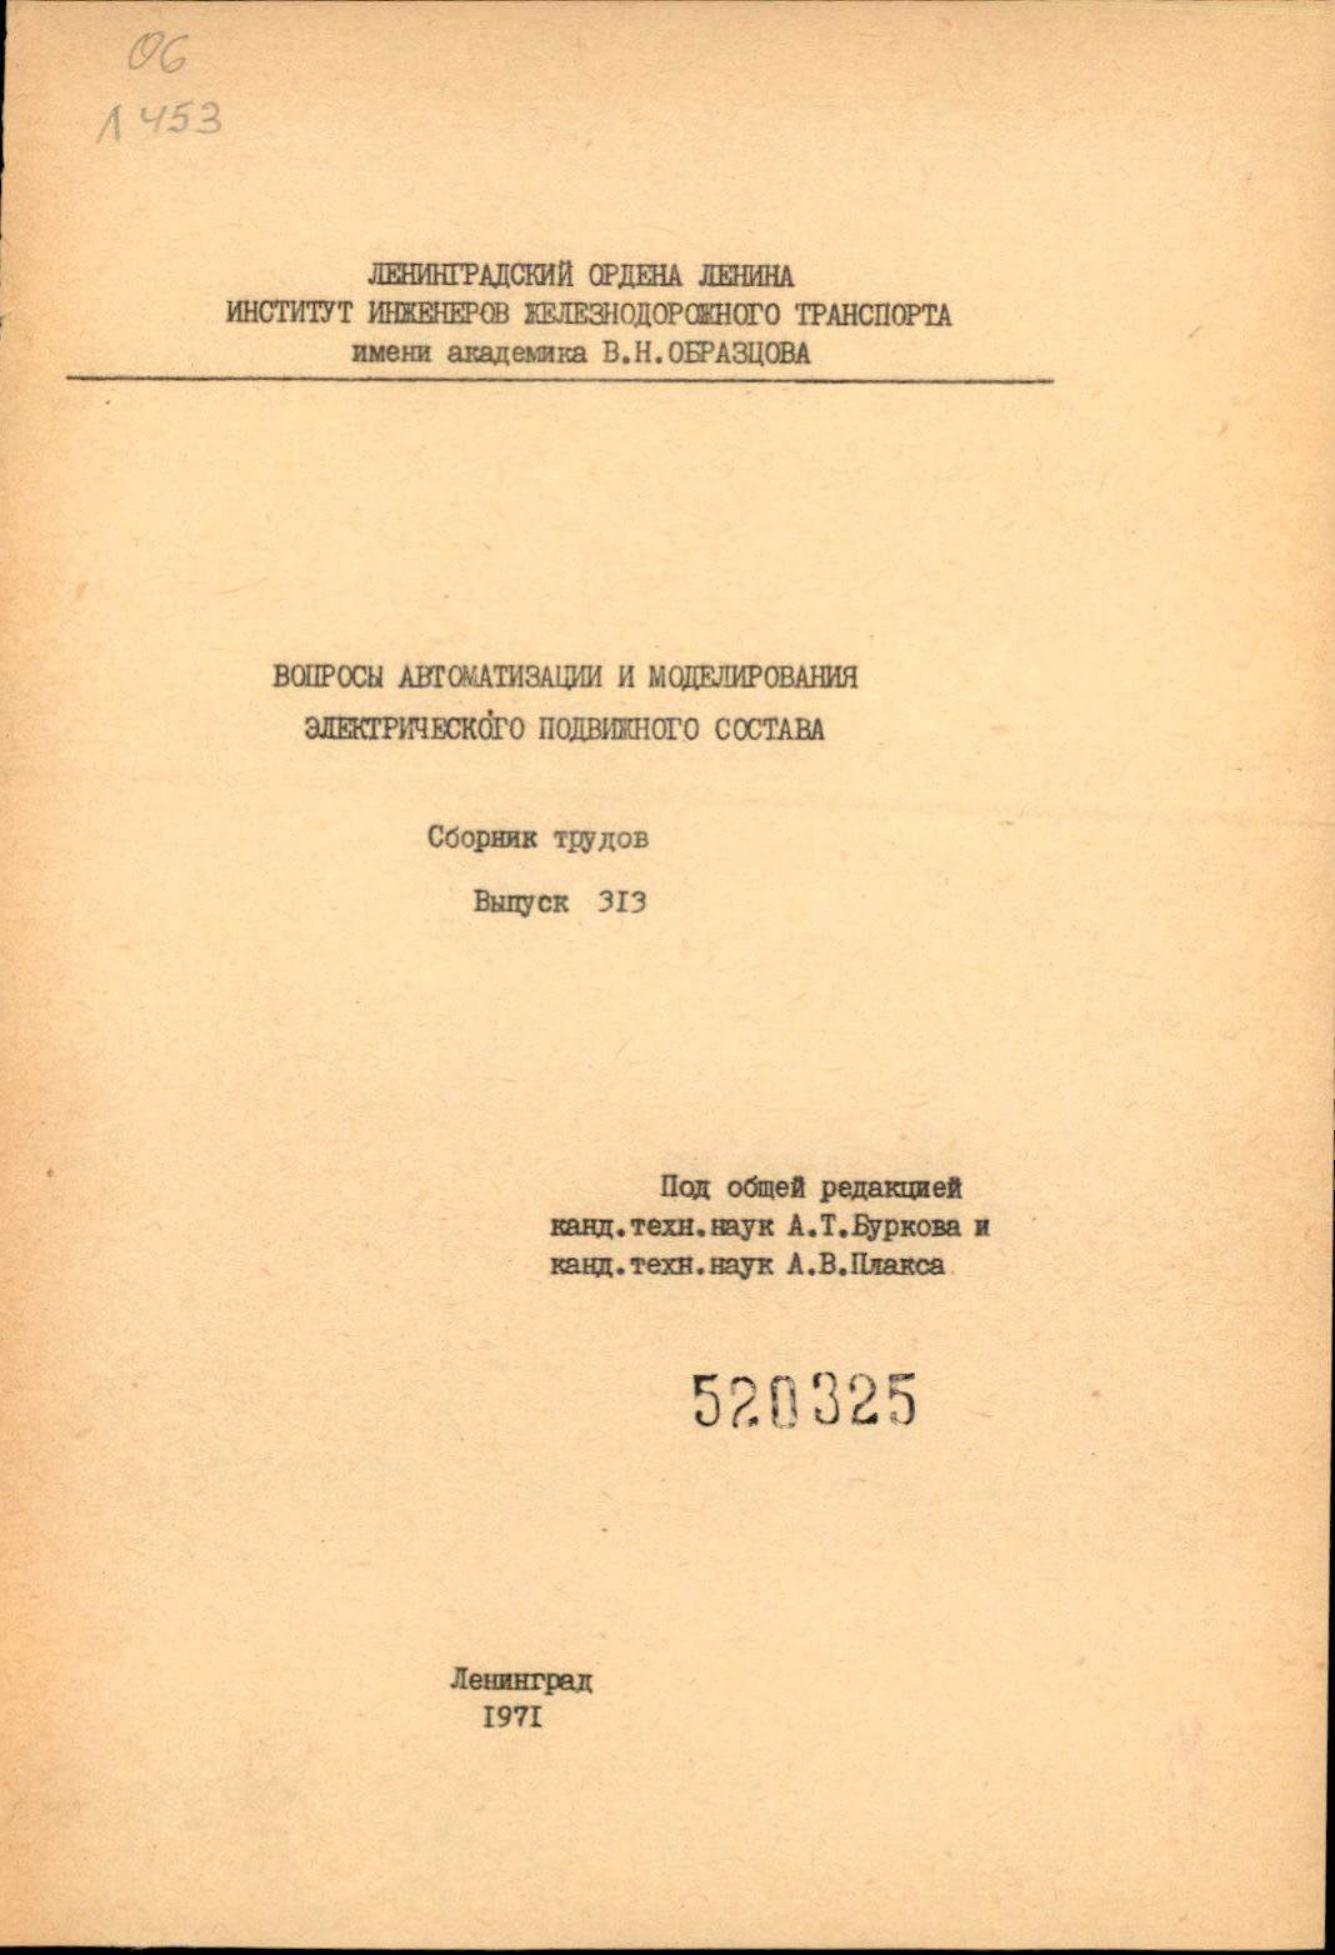 06
Л 453
ЛЕНИНГРАДСКИЙ ОРДЕНА ЛЕНИНА
ИНСТИТУТ ИНЖЕНЕРОВ ЖЕЛЕЗНОДОРОЖНОГО ТРАНСПОРТА
имени академика В.Н.ОБРАЗЦОВА
ВОПРОСЫ АВТОМАТИЗАЦИИ И МОДЕЛИРОВАНИЯ
ЭЛЕКТРИЧЕСКОГО ПОДВИЖНОГО СОСТАВА
Сборник трудов
Выпуск 313
Под общей редакцией
канд.техн.наук А.Т.Буркова и
канд.техн.наук А.В.Плакса
520325
Ленинград
1971